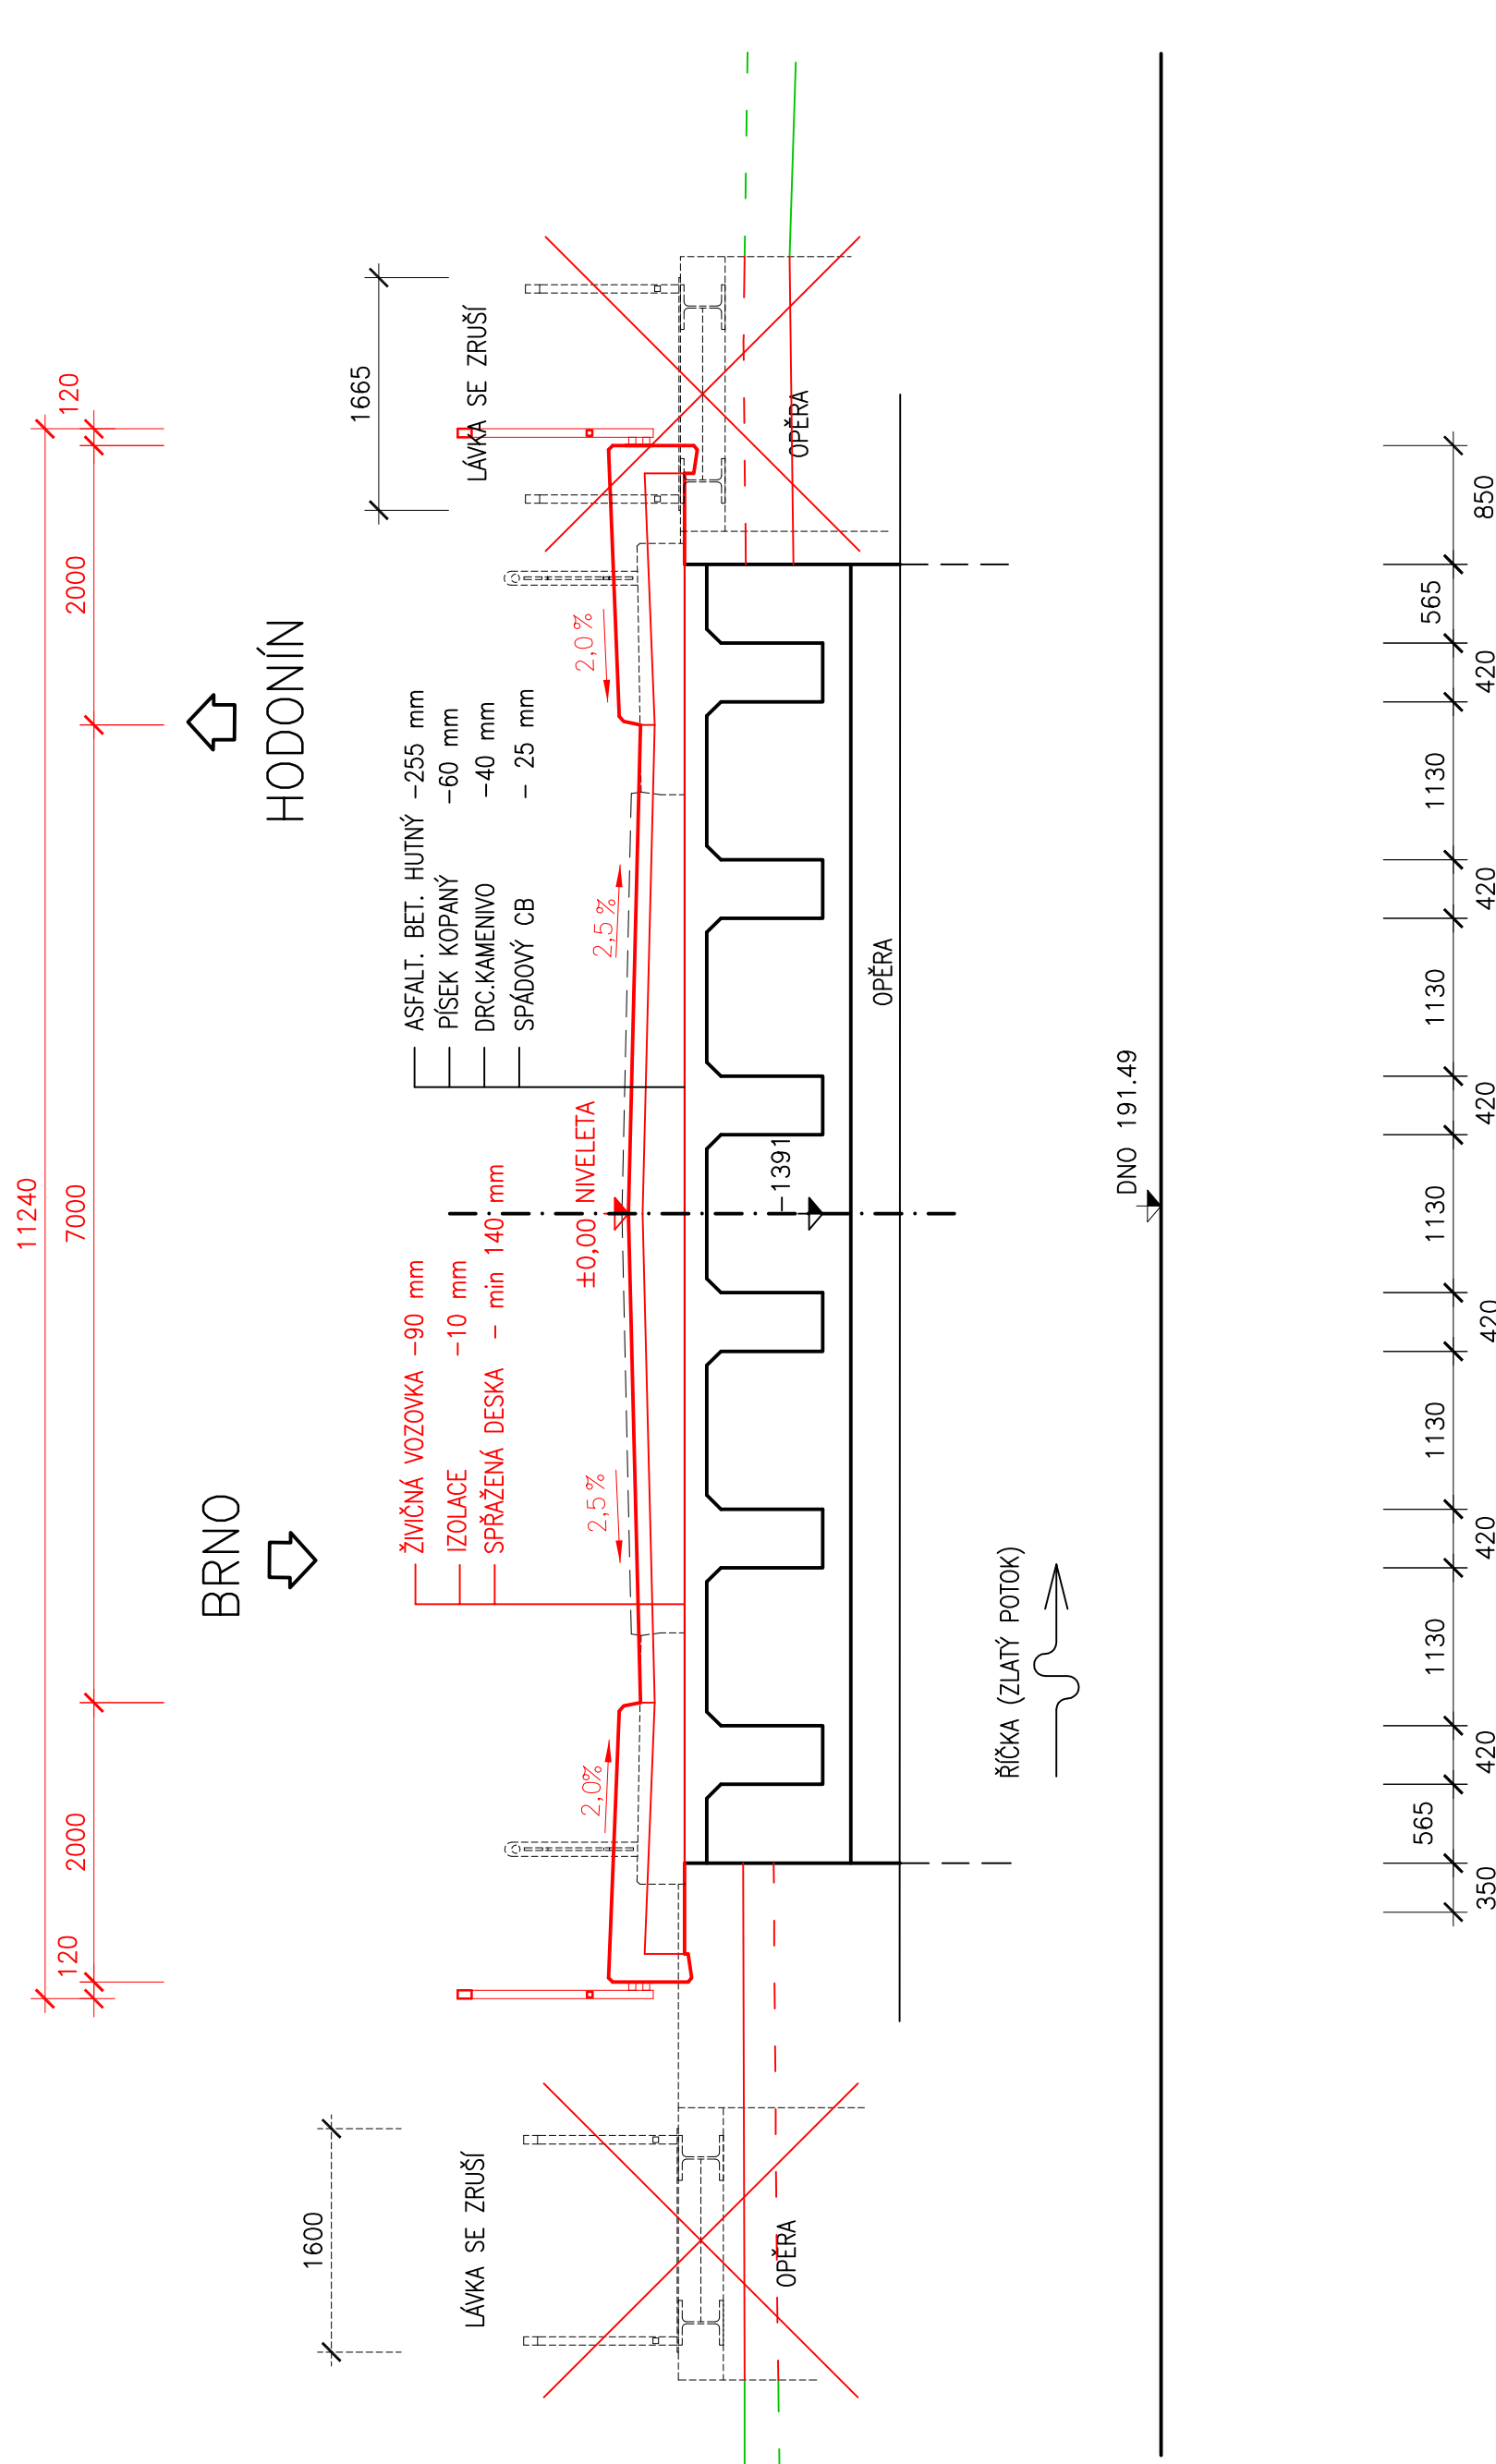 11240
120
2000
7000
2000
120
BRNO
HODONÍN
1600
1665
LÁVKA SE ZRUŠÍ
LÁVKA SE ZRUŠÍ
ŽIVIČNÁ VOZOVKA -90 mm
IZOLACE -10 mm
SPŘAŽENÁ DESKA - min 140 mm
ASFALT. BET. HUTNÝ -255 mm
PÍSEK KOPANÝ -60 mm
DRC.KAMENIVO -40 mm
SPÁDOVÝ CB - 25 mm
±0,00 NIVELETA
2,0%
2,5%
2,5%
2,0%
-1391
OPĚRA
OPĚRA
OPĚRA
ŘÍČKA (ZLATÝ POTOK)
DNO 191.49
350
565
420
1130
420
1130
420
1130
420
1130
420
1130
420
565
850